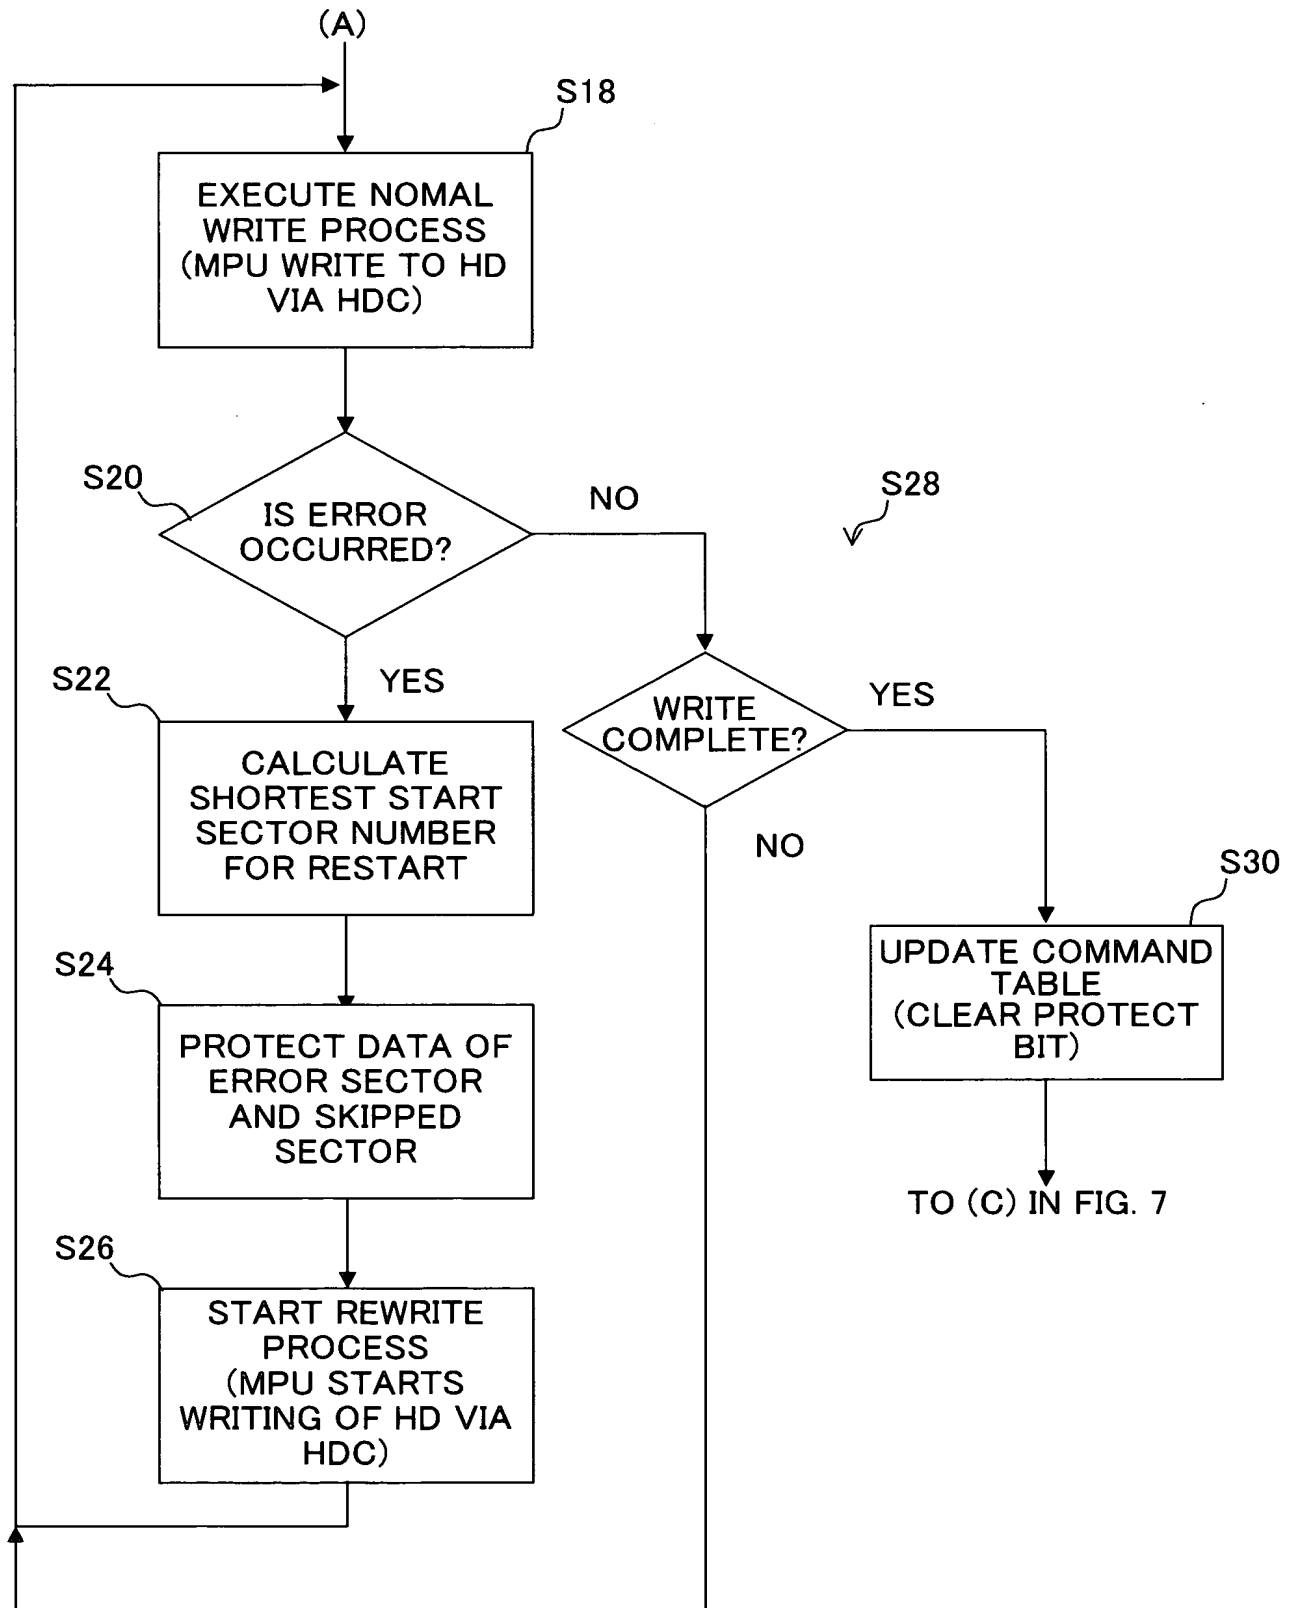 (A)
S18
EXECUTE NOMAL
WRITE PROCESS
(MPU WRITE TO HD
VIA HDC)
S20
IS ERROR
OCCURRED?
NO
S28
YES
S22
CALCULATE
SHORTEST START
SECTOR NUMBER
FOR RESTART
WRITE
COMPLETE?
YES
NO
S24
PROTECT DATA OF
ERROR SECTOR
AND SKIPPED
SECTOR
S30
UPDATE COMMAND
TABLE
(CLEAR PROTECT
BIT)
TO (C) IN FIG. 7
S26
START REWRITE
PROCESS
(MPU STARTS
WRITING OF HD VIA
HDC)